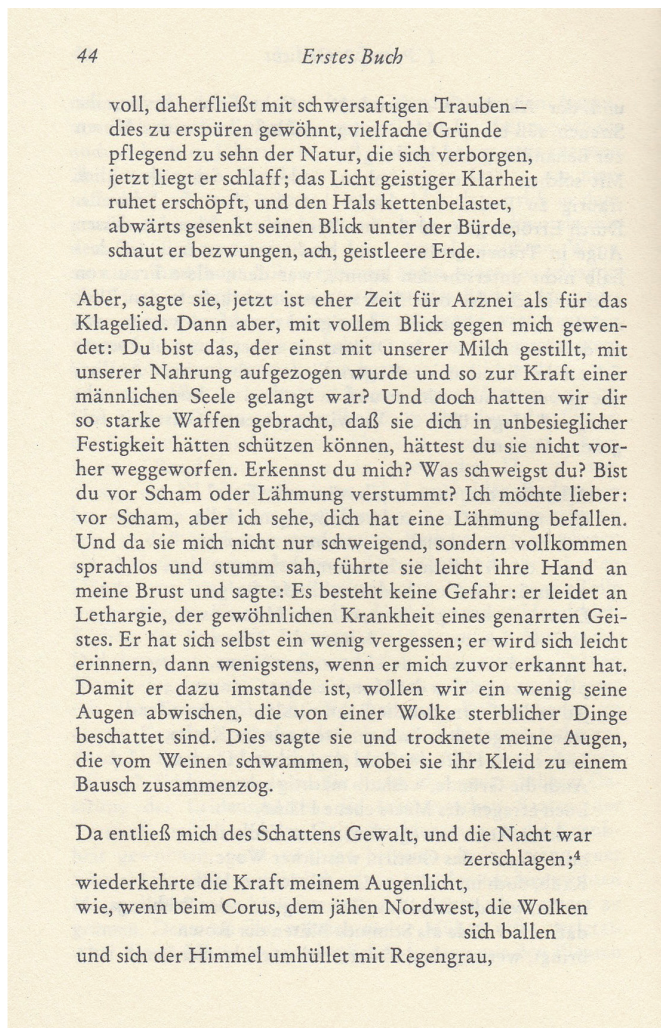 44 Erstes Buch
voll, daherfließt mit schwersaftigen Trauben –
dies zu erspüren gewöhnt, vielfache Gründe
pflegend zu sehn der Natur, die sich verborgen,
jetzt liegt er schlaff; das Licht geistiger Klarheit
ruhet erschöpft, und den Hals kettenbelastet,
abwärts gesenkt seinen Blick unter der Bürde,
schaut er bezwungen, ach, geistleere Erde.
Aber, sagte sie, jetzt ist eher Zeit für Arznei als für das
Klagelied. Dann aber, mit vollem Blick gegen mich gewen-
det: Du bist das, der einst mit unserer Milch gestillt, mit
unserer Nahrung aufgezogen wurde und so zur Kraft einer
männlichen Seele gelangt war? Und doch hatten wir dir
so starke Waffen gebracht, daß sie dich in unbesieglicher
Festigkeit hätten schützen können, hättest du sie nicht vor-
her weggeworfen. Erkennst du mich? Was schweigst du? Bist
du vor Scham oder Lähmung verstummt? Ich möchte lieber:
vor Scham, aber ich sehe, dich hat eine Lähmung befallen.
Und da sie mich nicht nur schweigend, sondern vollkommen
sprachlos und stumm sah, führte sie leicht ihre Hand an
meine Brust und sagte: Es besteht keine Gefahr: er leidet an
Lethargie, der gewöhnlichen Krankheit eines genarrten Gei-
stes. Er hat sich selbst ein wenig vergessen; er wird sich leicht
erinnern, dann wenigstens, wenn er mich zuvor erkannt hat.
Damit er dazu imstande ist, wollen wir ein wenig seine
Augen abwischen, die von einer Wolke sterblicher Dinge
beschattet sind. Dies sagte sie und trocknete meine Augen,
die vom Weinen schwammen, wobei sie ihr Kleid zu einem
Bausch zusammenzog.
Da entließ mich des Schattens Gewalt, und die Nacht war
zerschlagen;⁴
wiederkehrte die Kraft meinem Augenlicht,
wie, wenn beim Corus, dem jähen Nordwest, die Wolken
sich ballen
und sich der Himmel umhüllet mit Regengrau,